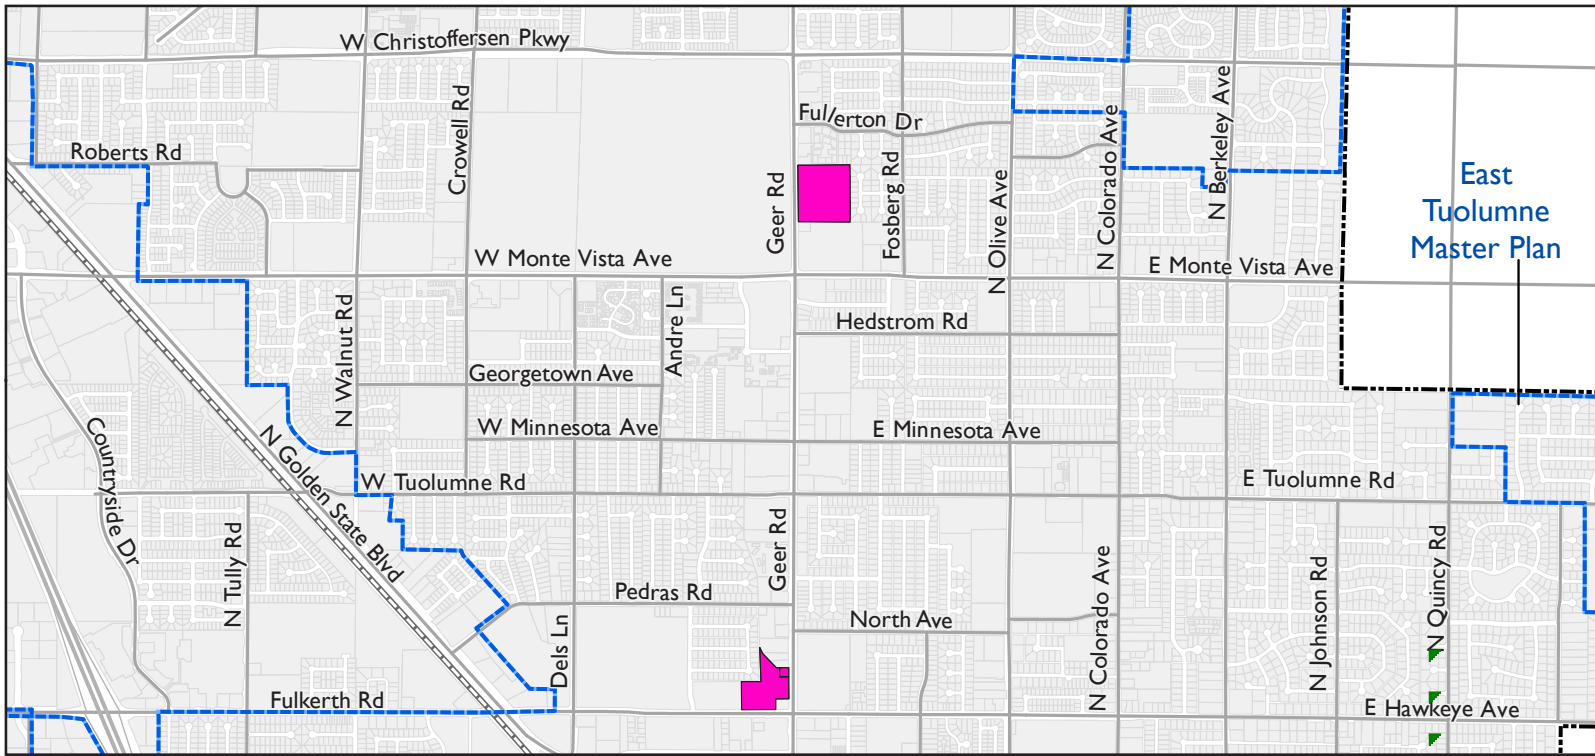 W Christoffersen Pkwy
Crowell Rd
Fullerton Dr
N Colorado Ave
N Berkeley Ave
Roberts Rd
Geer Rd
Fosberg Rd
N Olive Ave
East
Tuolumne
Master Plan
W Monte Vista Ave
E Monte Vista Ave
N Walnut Rd
Andre Ln
Hedstrom Rd
Georgetown Ave
W Minnesota Ave
E Minnesota Ave
Countryside Dr
N Golden State Blvd
W Tuolumne Rd
E Tuolumne Rd
N Tully Rd
Geer Rd
Pedras Rd
North Ave
N Colorado Ave
N Johnson Rd
N Quincy Rd
Dels Ln
Fulkerth Rd
E Hawkeye Ave